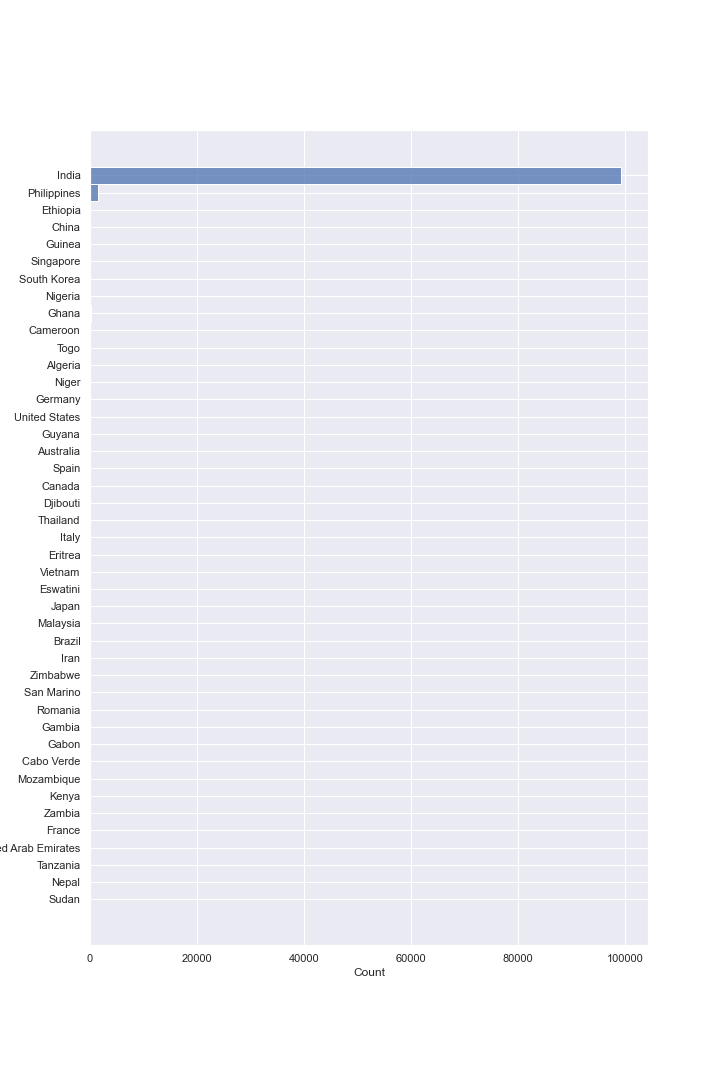 India
Philippines
Ethiopia
China
Guinea
Singapore
South Korea
Nigeria
Ghana
Cameroon
Togo
Algeria
Niger
Germany
United States
Guyana
Australia
Spain
Canada
Djibouti
Thailand
Italy
Eritrea
Vietnam
Eswatini
Japan
Malaysia
Brazil
Iran
Zimbabwe
San Marino
Romania
Gambia
Gabon
Cabo Verde
Mozambique
Kenya
Zambia
France
ed Arab Emirates
Tanzania
Nepal
Sudan
0 20000 40000 60000 80000 100000
Count